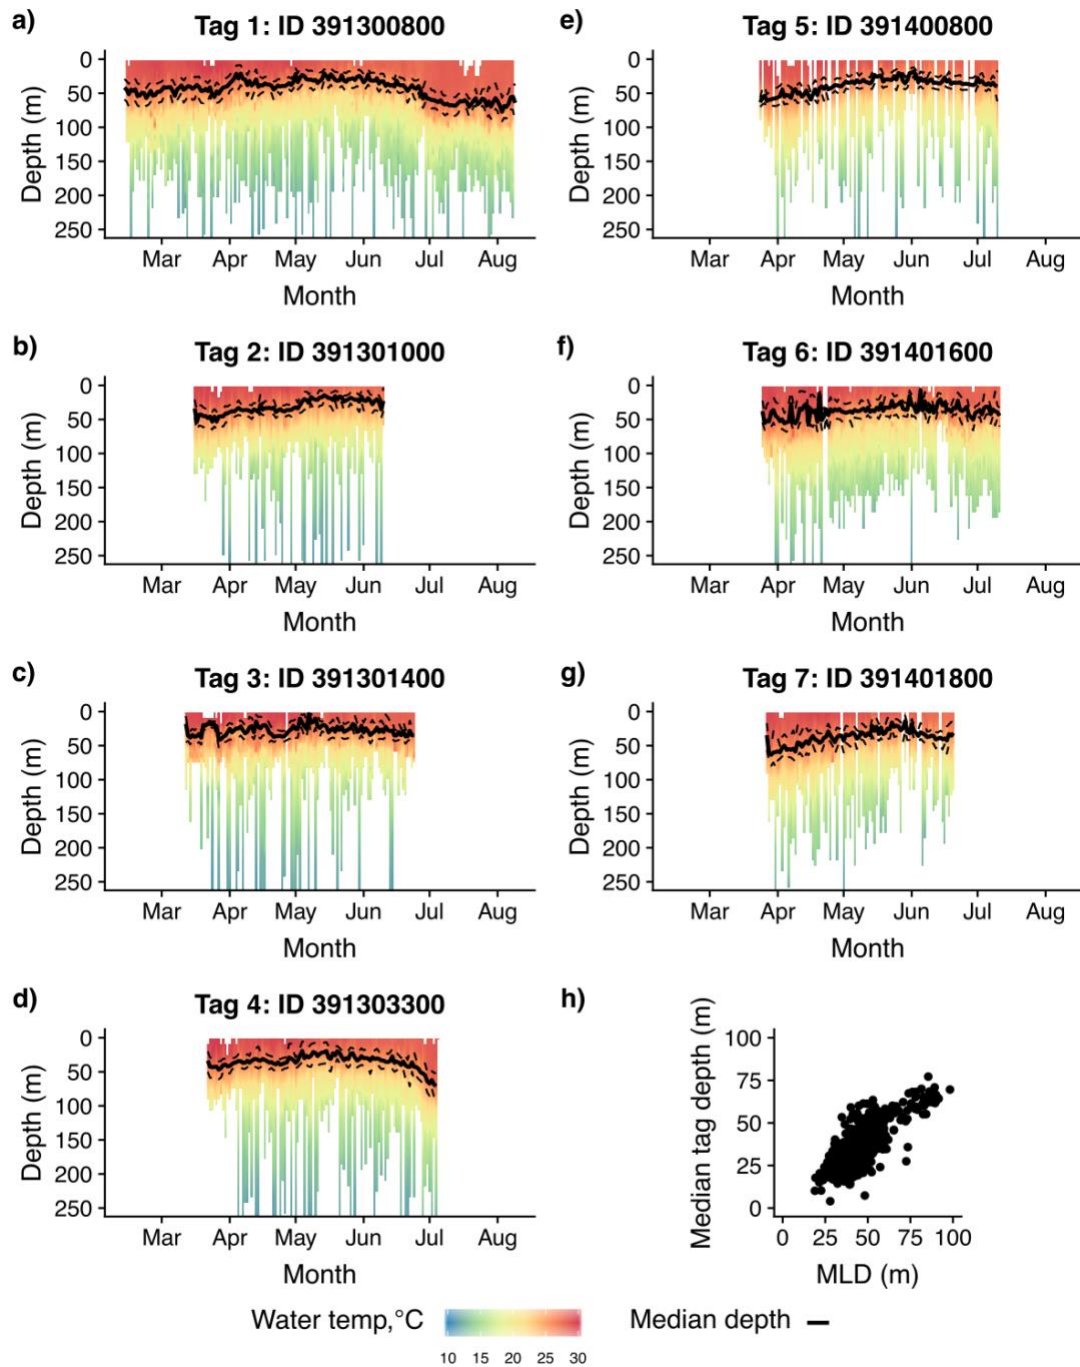 a)
Tag 1: ID 391300800
0
50
100
150
200
250
Depth (m)
Mar Apr May Jun Jul Aug
Month
e)
Tag 5: ID 391400800
0
50
100
150
200
250
Depth (m)
Mar Apr May Jun Jul Aug
Month
b)
Tag 2: ID 391301000
0
50
100
150
200
250
Depth (m)
Mar Apr May Jun Jul Aug
Month
f)
Tag 6: ID 391401600
0
50
100
150
200
250
Depth (m)
Mar Apr May Jun Jul Aug
Month
c)
Tag 3: ID 391301400
0
50
100
150
200
250
Depth (m)
Mar Apr May Jun Jul Aug
Month
g)
Tag 7: ID 391401800
0
50
100
150
200
250
Depth (m)
Mar Apr May Jun Jul Aug
Month
d)
Tag 4: ID 391303300
0
50
100
150
200
250
Depth (m)
Mar Apr May Jun Jul Aug
Month
h)
100
75
50
25
0
Median tag depth (m)
0 25 50 75 100
MLD (m)
Water temp,°C
10 15 20 25 30
Median depth